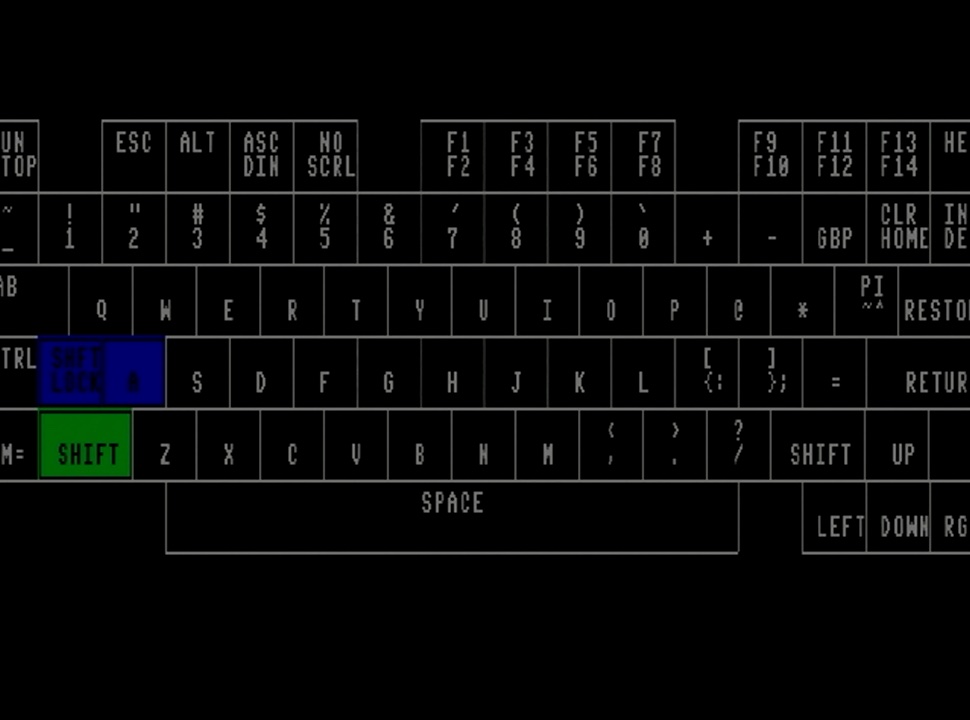 UN ESC ALT ASC NO F1 F3 F5 F7 F9 F11 F13 HE
TOP DIN SCRL F2 F4 F6 F8 F10 F12 F14
~ ! " # $ % & ' ( ) ` CLR IN
_ 1 2 3 4 5 6 7 8 9 0 + - GBP HOME DE
AB PI
Q W E R T Y U I O P @ * ~^ RESTO
TRL SHFT [ ]
LOCK A S D F G H J K L {: }; = RETUR
< > ?
M= SHIFT Z X C V B N M , . / SHIFT UP
SPACE
LEFT DOWN RG